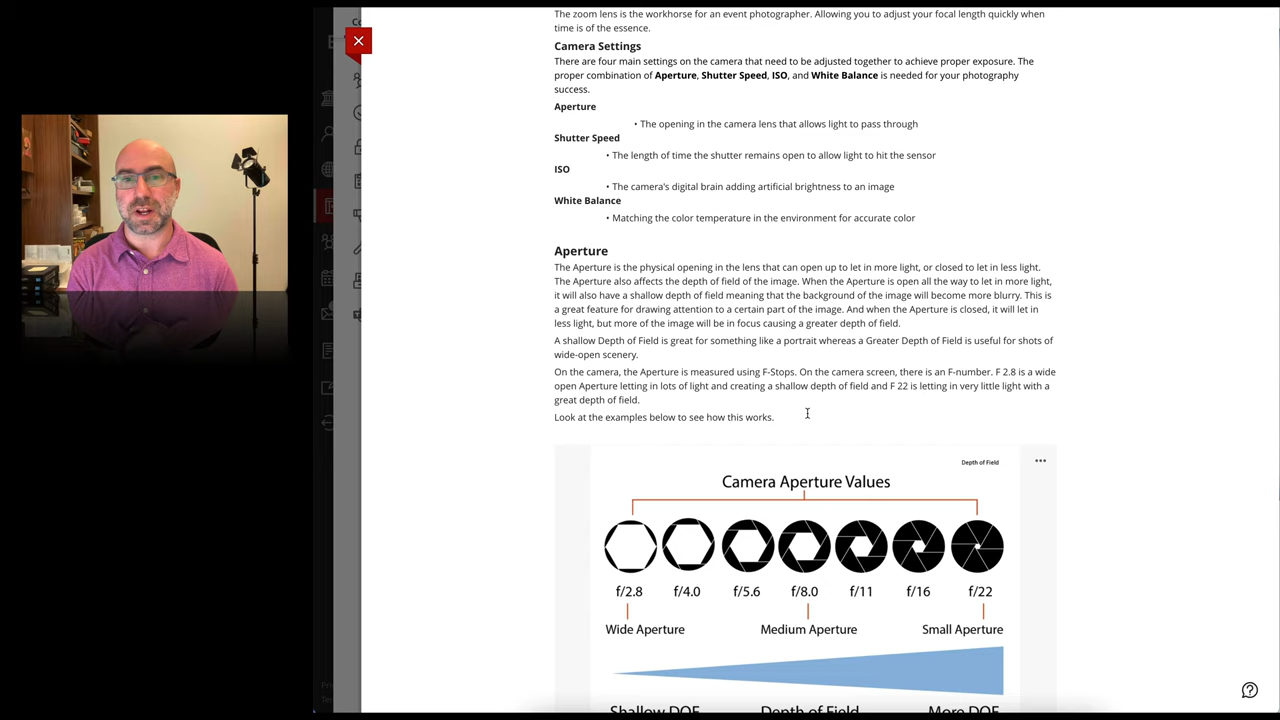 The zoom lens is the workhorse for an event photographer. Allowing you to adjust your focal length quickly when
time is of the essence.
Camera Settings
There are four main settings on the camera that need to be adjusted together to achieve proper exposure. The
proper combination of Aperture, Shutter Speed, ISO, and White Balance is needed for your photography
success.
Aperture
• The opening in the camera lens that allows light to pass through
Shutter Speed
• The length of time the shutter remains open to allow light to hit the sensor
ISO
• The camera's digital brain adding artificial brightness to an image
White Balance
• Matching the color temperature in the environment for accurate color
Aperture
The Aperture is the physical opening in the lens that can open up to let in more light, or closed to let in less light.
The Aperture also affects the depth of field of the image. When the Aperture is open all the way to let in more light,
it will also have a shallow depth of field meaning that the background of the image will become more blurry. This is
a great feature for drawing attention to a certain part of the image. And when the Aperture is closed, it will let in
less light, but more of the image will be in focus causing a greater depth of field.
A shallow Depth of Field is great for something like a portrait whereas a Greater Depth of Field is useful for shots of
wide-open scenery.
On the camera, the Aperture is measured using F-Stops. On the camera screen, there is an F-number. F 2.8 is a wide
open Aperture letting in lots of light and creating a shallow depth of field and F 22 is letting in very little light with a
great depth of field.
Look at the examples below to see how this works.
Depth of Field
Camera Aperture Values
f/2.8 f/4.0 f/5.6 f/8.0 f/11 f/16 f/22
Wide Aperture Medium Aperture Small Aperture
Shallow DOF Depth of Field More DOF